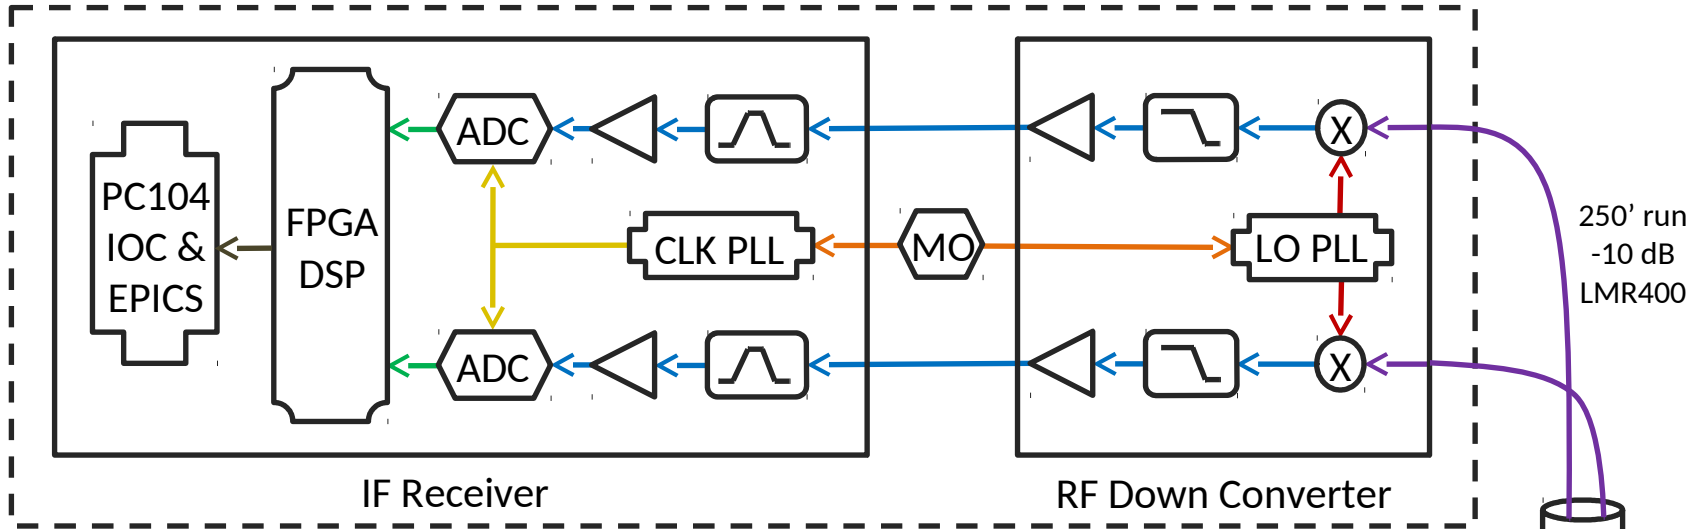 ADC
X
PC104
IOC &
EPICS
FPGA
DSP
CLK PLL
MO
LO PLL
250’ run
-10 dB
LMR400
ADC
X
IF Receiver
RF Down Converter